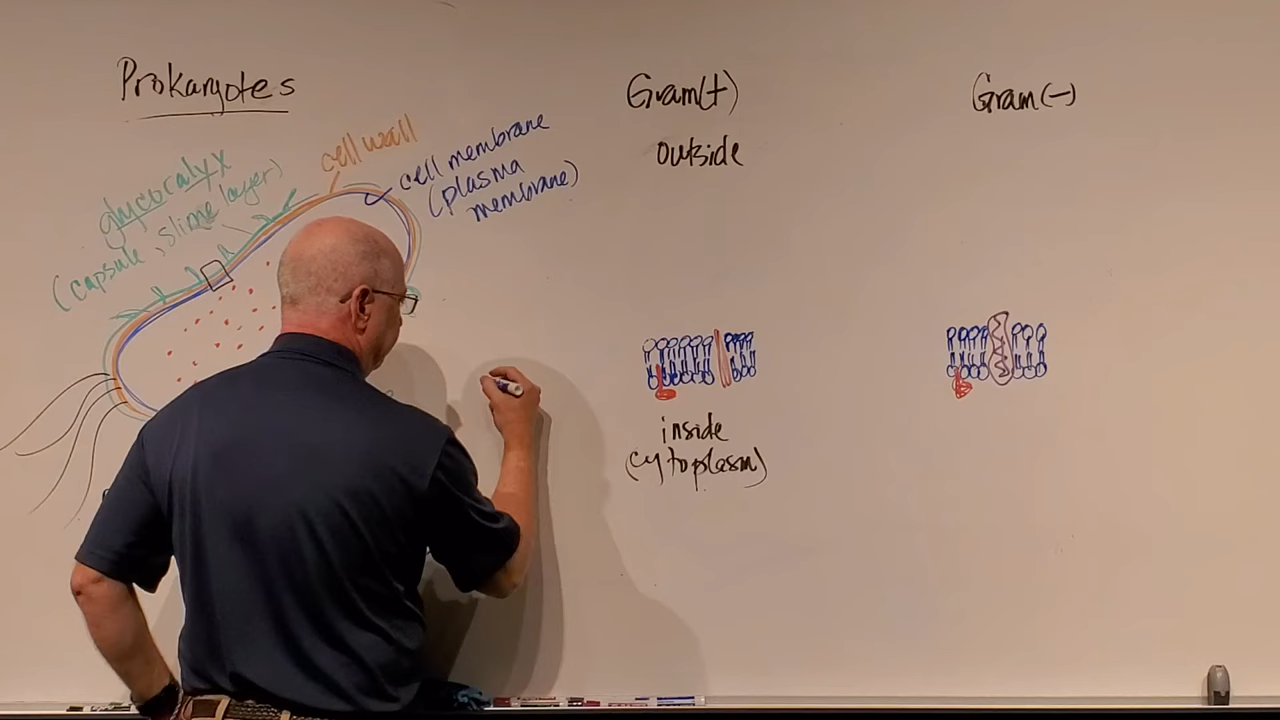 Prokaryotes
glycocalyx
(capsule, slime layer)
cell wall
cell membrane
(plasma
membrane)
Gram(+)
outside
inside
(cytoplasm)
Gram(−)